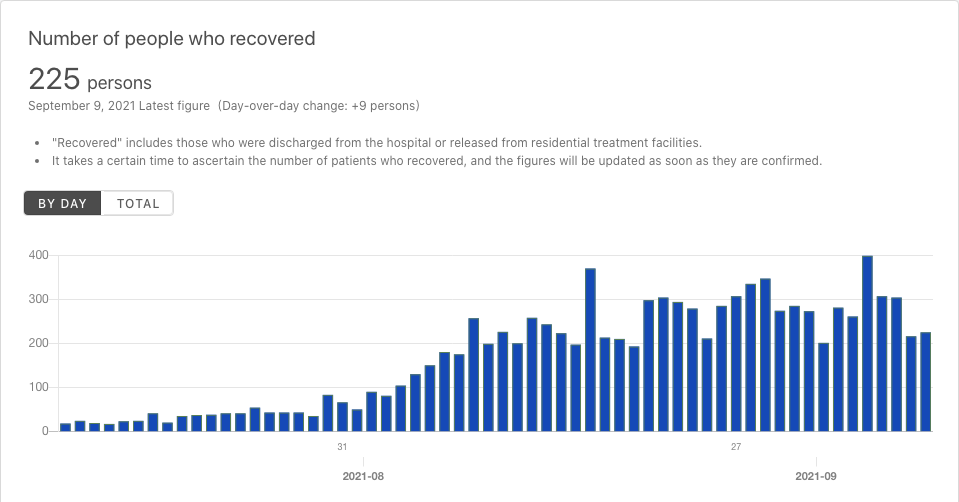 Number of people who recovered
225 persons
September 9, 2021 Latest figure (Day-over-day change: +9 persons)
• "Recovered" includes those who were discharged from the hospital or released from residential treatment facilities.
• It takes a certain time to ascertain the number of patients who recovered, and the figures will be updated as soon as they are confirmed.
BY DAY TOTAL
400
300
200
100
0
31 27
2021-08 2021-09